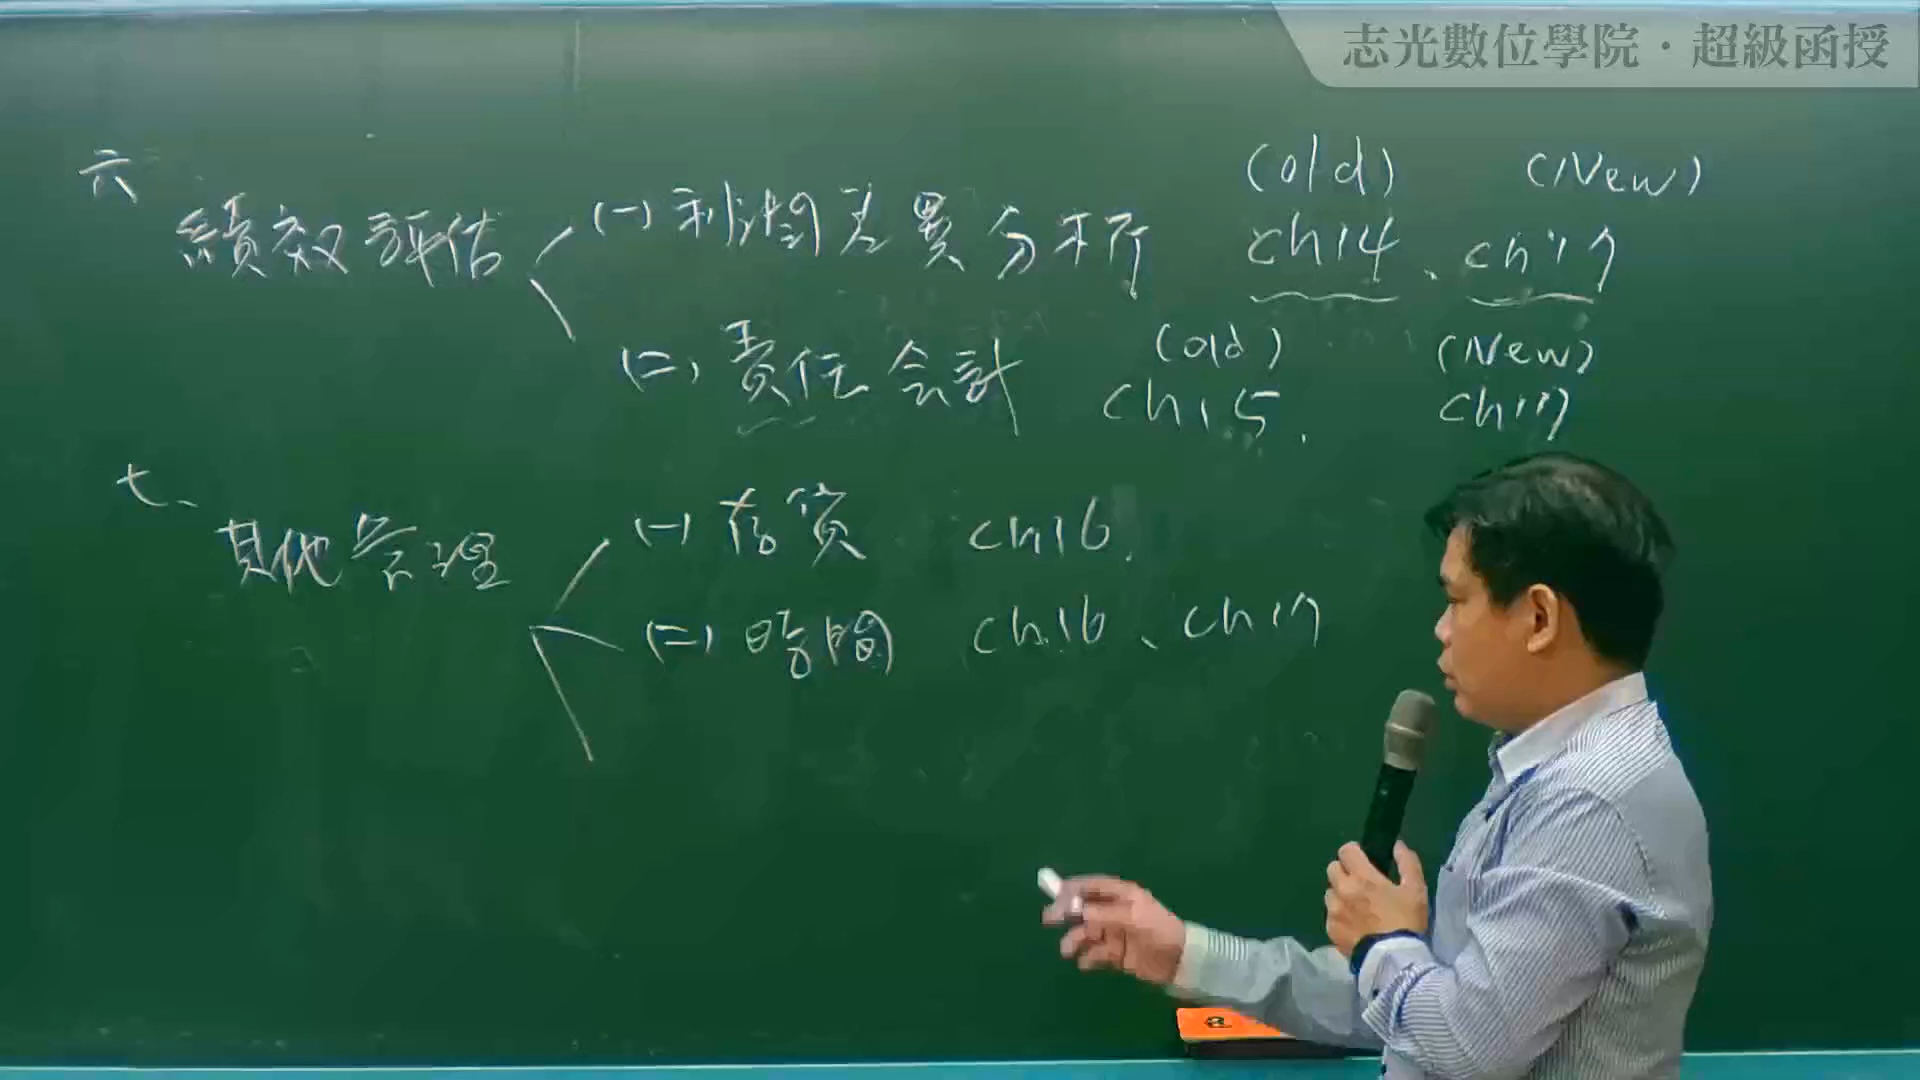 志光數位學院·超級函授
六
績效評估
(一) 利潤差異分析 (old) ch14、 (New) ch17
(二) 責任会計 (old) ch15. (New) ch17
七、
其他管理
(一) 存貨 ch16.
(二) 時間 ch16、ch17